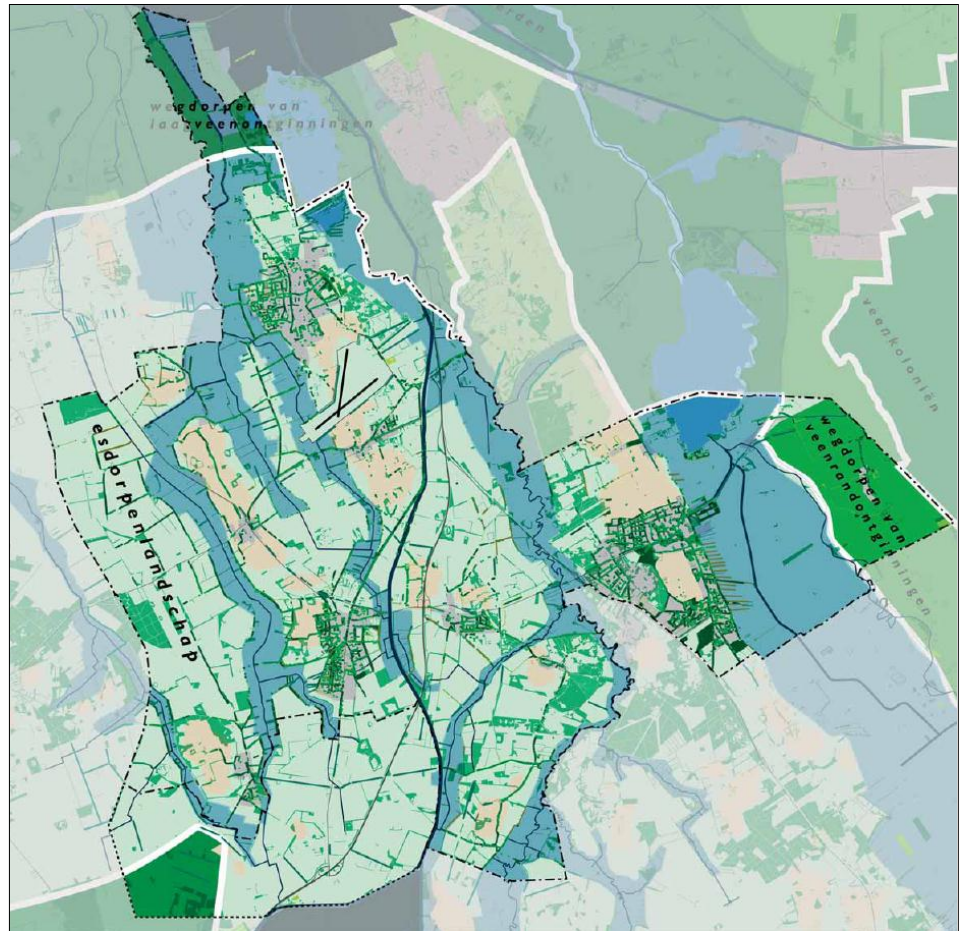 wegdorpen van
laagveenontginningen
esdorpenlandschap
wegdorpen van
veenrandontginningen
veenkoloniën